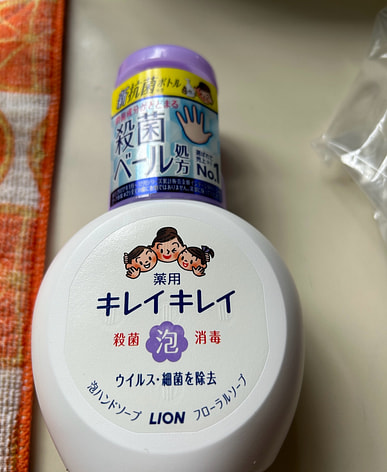 抗菌ボトル
殺菌
ベール
処方
No.1
薬用
キレイキレイ
殺菌 泡 消毒
ウイルス・細菌を除去
泡ハンドソープ LION フローラルソープ